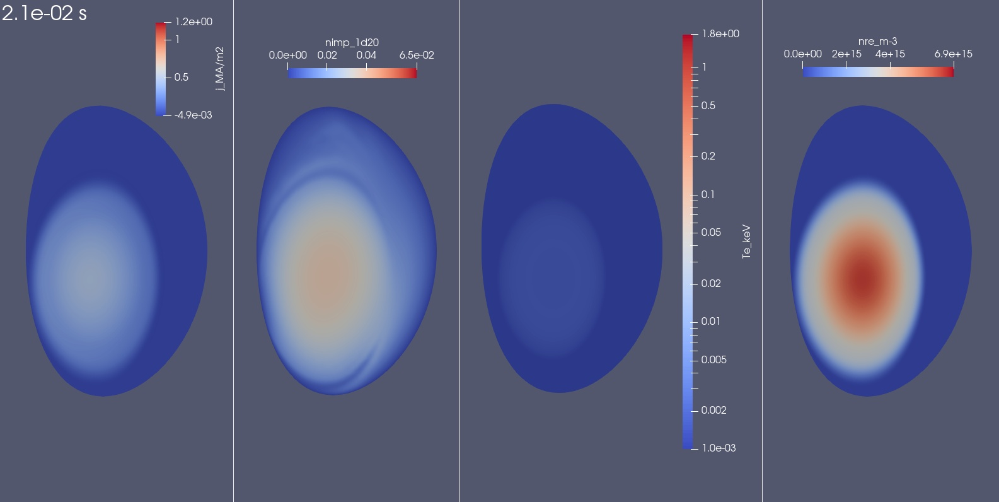 2.1e-02 s
1.2e+00
1
0.5
-4.9e-03
j_MA/m2
nimp_1d20
0.0e+00 0.02 0.04 6.5e-02
1.8e+00
1
0.5
0.2
0.1
0.05
0.02
0.01
0.005
0.002
1.0e-03
Te_keV
nre_m-3
0.0e+00 2e+15 4e+15 6.9e+15